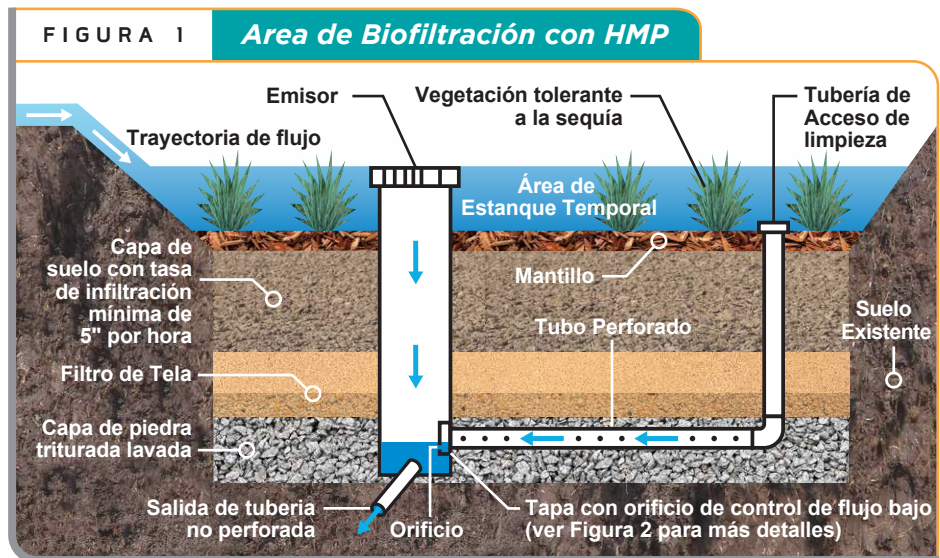 FIGURA 1
Area de Biofiltración con HMP
Emisor
Vegetación tolerante
a la sequía
Tubería de
Acceso de
limpieza
Trayectoria de flujo
Área de
Estanque Temporal
Capa de
suelo con tasa
de infiltración
mínima de
5" por hora
Mantillo
Tubo Perforado
Suelo
Existente
Filtro de Tela
Capa de piedra
triturada lavada
Salida de tuberia
no perforada
Orificio
Tapa con orificio de control de flujo bajo
(ver Figura 2 para más detalles)